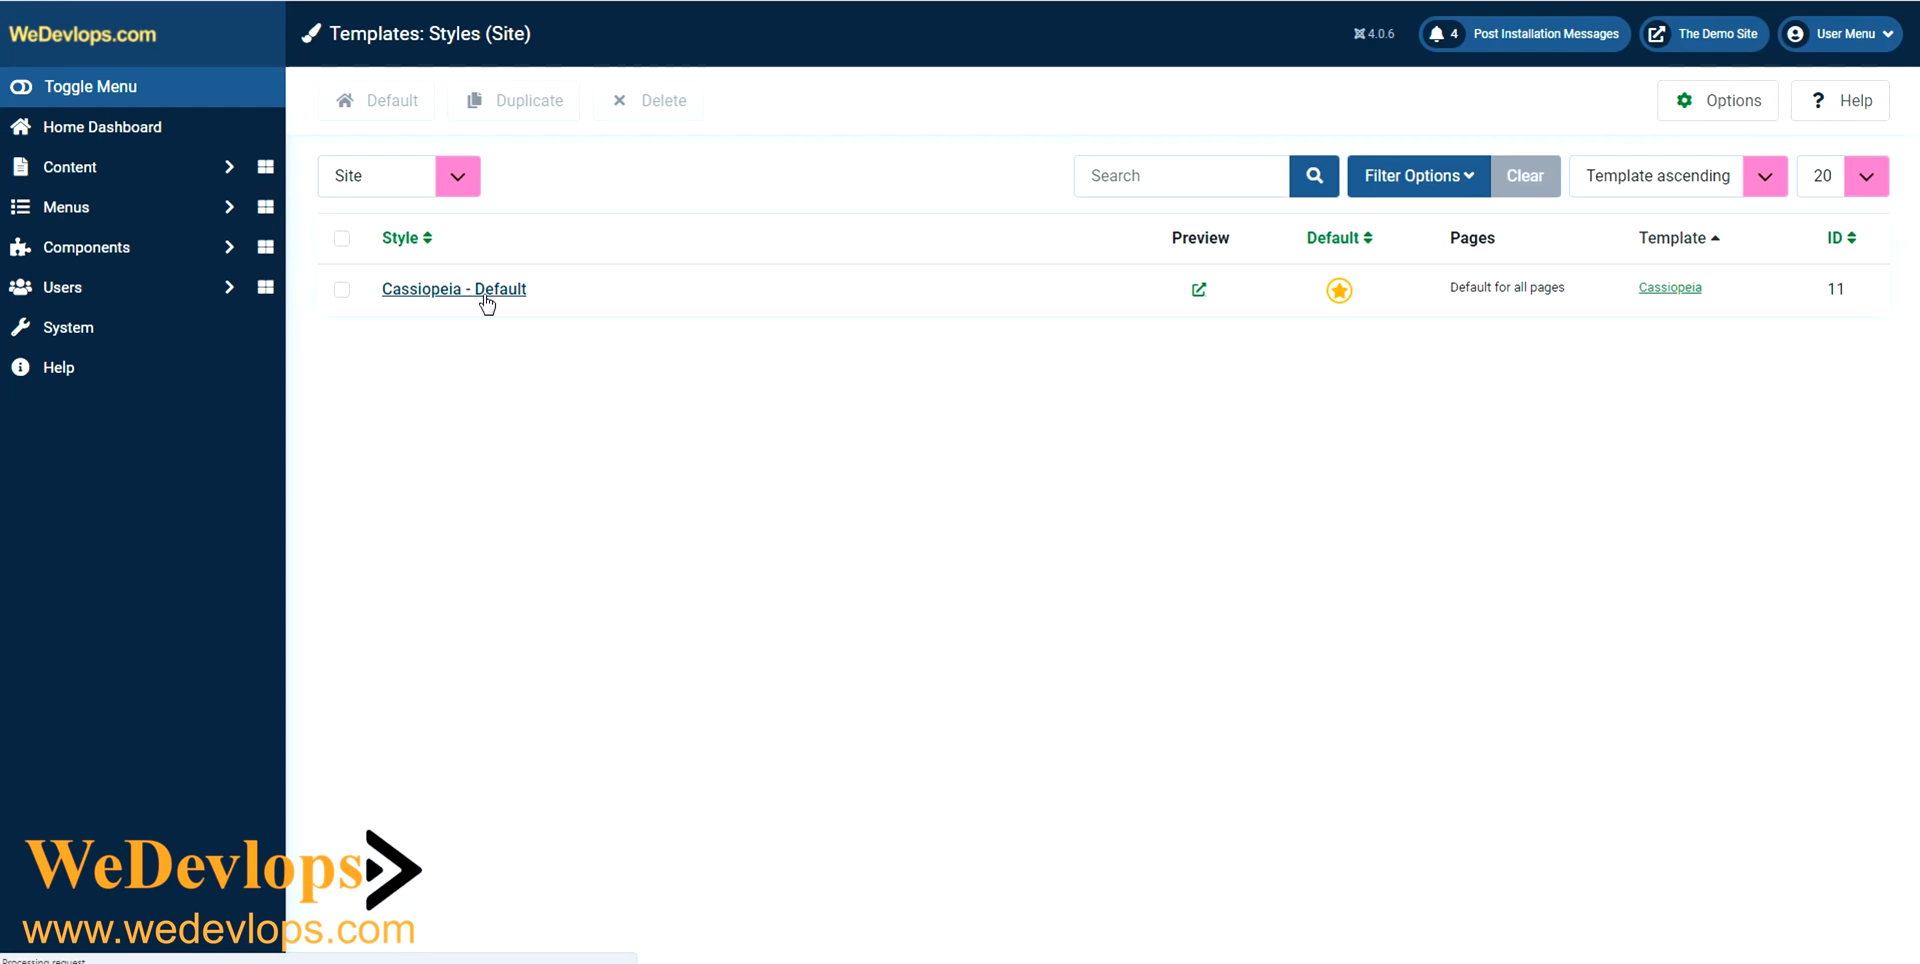 WeDevlops.com
Templates: Styles (Site)
4.0.6
4 Post Installation Messages
The Demo Site
User Menu
Toggle Menu
Home Dashboard
Content
Menus
Components
Users
System
Help
Default
Duplicate
Delete
Options
? Help
Site
Search
Filter Options
Clear
Template ascending
20
Style
Preview
Default
Pages
Template
ID
Cassiopeia - Default
Default for all pages
Cassiopeia
11
WeDevlops
www.wedevlops.com
Processing request